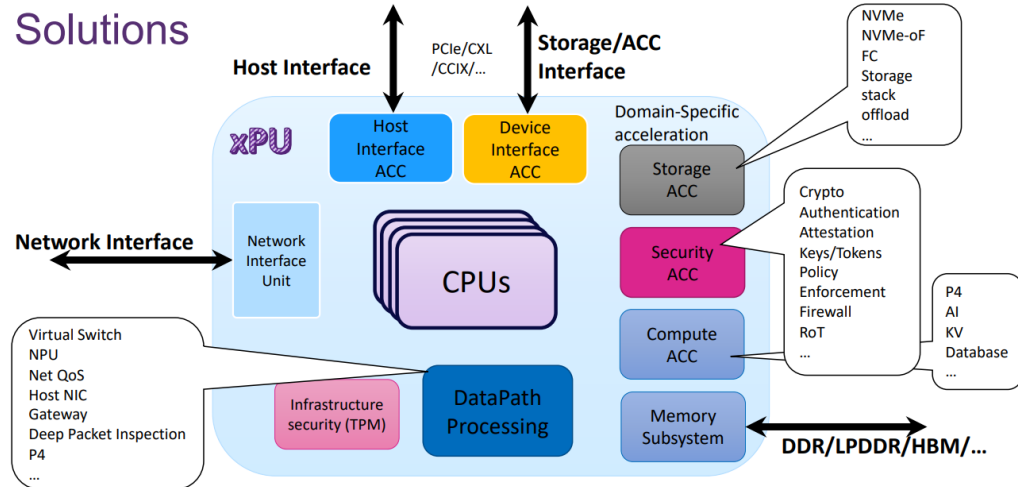 Solutions
Host Interface
PCIe/CXL
/CCIX/...
Storage/ACC
Interface
NVMe
NVMe-oF
FC
Storage
stack
offload
...
xPU
Host
Interface
ACC
Device
Interface
ACC
Domain-Specific
acceleration
Storage
ACC
Network Interface
Network
Interface
Unit
CPUs
Security
ACC
Crypto
Authentication
Attestation
Keys/Tokens
Policy
Enforcement
Firewall
RoT
...
Compute
ACC
P4
AI
KV
Database
...
Virtual Switch
NPU
Net QoS
Host NIC
Gateway
Deep Packet Inspection
P4
...
Infrastructure
security (TPM)
DataPath
Processing
Memory
Subsystem
DDR/LPDDR/HBM/...